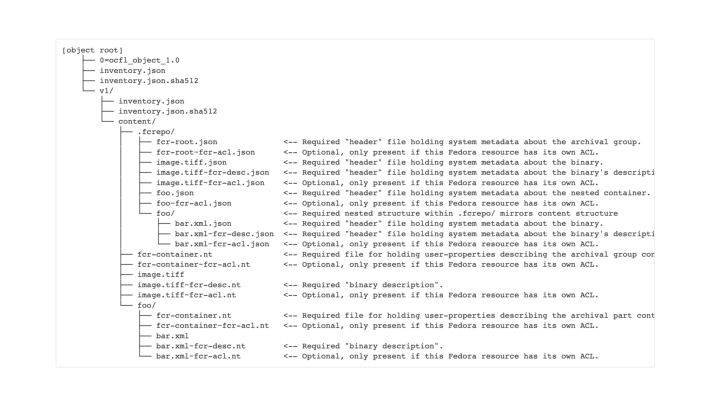 [object root]
├── 0=ocfl_object_1.0
├── inventory.json
├── inventory.json.sha512
└── v1/
    ├── inventory.json
    ├── inventory.json.sha512
    └── content/
        ├── .fcrepo/
        │   ├── fcr-root.json <-- Required "header" file holding system metadata about the archival group.
        │   ├── fcr-root-fcr-acl.json <-- Optional, only present if this Fedora resource has its own ACL.
        │   ├── image.tiff.json <-- Required "header" file holding system metadata about the binary.
        │   ├── image.tiff-fcr-desc.json <-- Required "header" file holding system metadata about the binary's descripti
        │   ├── image.tiff-fcr-acl.json <-- Optional, only present if this Fedora resource has its own ACL.
        │   ├── foo.json <-- Required "header" file holding system metadata about the nested container.
        │   ├── foo-fcr-acl.json <-- Optional, only present if this Fedora resource has its own ACL.
        │   └── foo/ <-- Required nested structure within .fcrepo/ mirrors content structure
        │       ├── bar.xml.json <-- Required "header" file holding system metadata about the binary.
        │       ├── bar.xml-fcr-desc.json <-- Required "header" file holding system metadata about the binary's descripti
        │       └── bar.xml-fcr-acl.json <-- Optional, only present if this Fedora resource has its own ACL.
        ├── fcr-container.nt <-- Required file for holding user-properties describing the archival group con
        ├── fcr-container-fcr-acl.nt <-- Optional, only present if this Fedora resource has its own ACL.
        ├── image.tiff
        ├── image.tiff-fcr-desc.nt <-- Required "binary description".
        ├── image.tiff-fcr-acl.nt <-- Optional, only present if this Fedora resource has its own ACL.
        └── foo/
            ├── fcr-container.nt <-- Required file for holding user-properties describing the archival part cont
            ├── fcr-container-fcr-acl.nt <-- Optional, only present if this Fedora resource has its own ACL.
            ├── bar.xml
            ├── bar.xml-fcr-desc.nt <-- Required "binary description".
            └── bar.xml-fcr-acl.nt <-- Optional, only present if this Fedora resource has its own ACL.